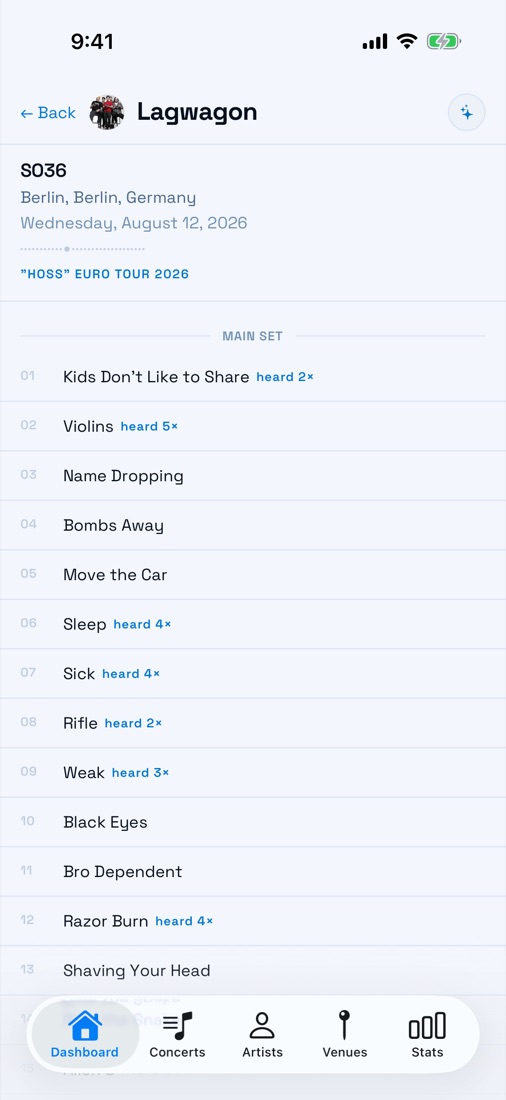 9:41
← Back Lagwagon
SO36
Berlin, Berlin, Germany
Wednesday, August 12, 2026
"HOSS" EURO TOUR 2026
MAIN SET
01 Kids Don't Like to Share heard 2×
02 Violins heard 5×
03 Name Dropping
04 Bombs Away
05 Move the Car
06 Sleep heard 4×
07 Sick heard 4×
08 Rifle heard 2×
09 Weak heard 3×
10 Black Eyes
11 Bro Dependent
12 Razor Burn heard 4×
13 Shaving Your Head
Dashboard Concerts Artists Venues Stats